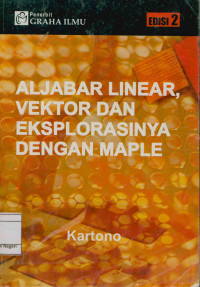 Penerbit
GRAHA ILMU
EDISI 2
ALJABAR LINEAR,
VEKTOR DAN
EKSPLORASINYA
DENGAN MAPLE
Kartono